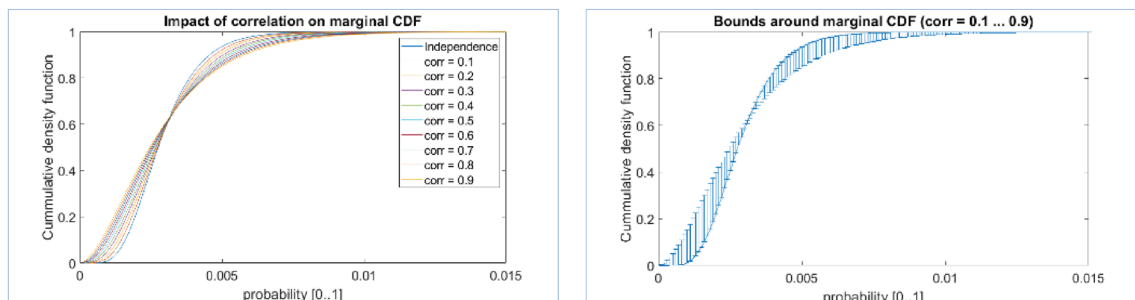 Impact of correlation on marginal CDF
1
0.8
0.6
0.4
0.2
0
Cummulative density function
Independence
corr = 0.1
corr = 0.2
corr = 0.3
corr = 0.4
corr = 0.5
corr = 0.6
corr = 0.7
corr = 0.8
corr = 0.9
0
0.005
0.01
0.015
probability [0..1]
Bounds around marginal CDF (corr = 0.1 ... 0.9)
1
0.8
0.6
0.4
0.2
0
Cummulative density function
0
0.005
0.01
0.015
probability [0..1]